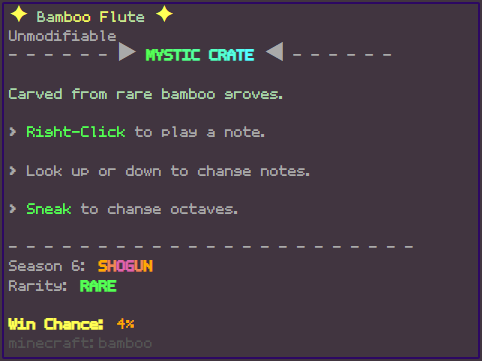 ✦ Bamboo Flute ✦
Unmodifiable
- - - - - - ▶ MYSTIC CRATE ◀ - - - - - -
Carved from rare bamboo groves.
> Right-Click to play a note.
> Look up or down to change notes.
> Sneak to change octaves.
- - - - - - - - - - - - - - - - - - - - - - - -
Season 6: SHOGUN
Rarity: RARE
Win Chance: 4%
minecraft:bamboo